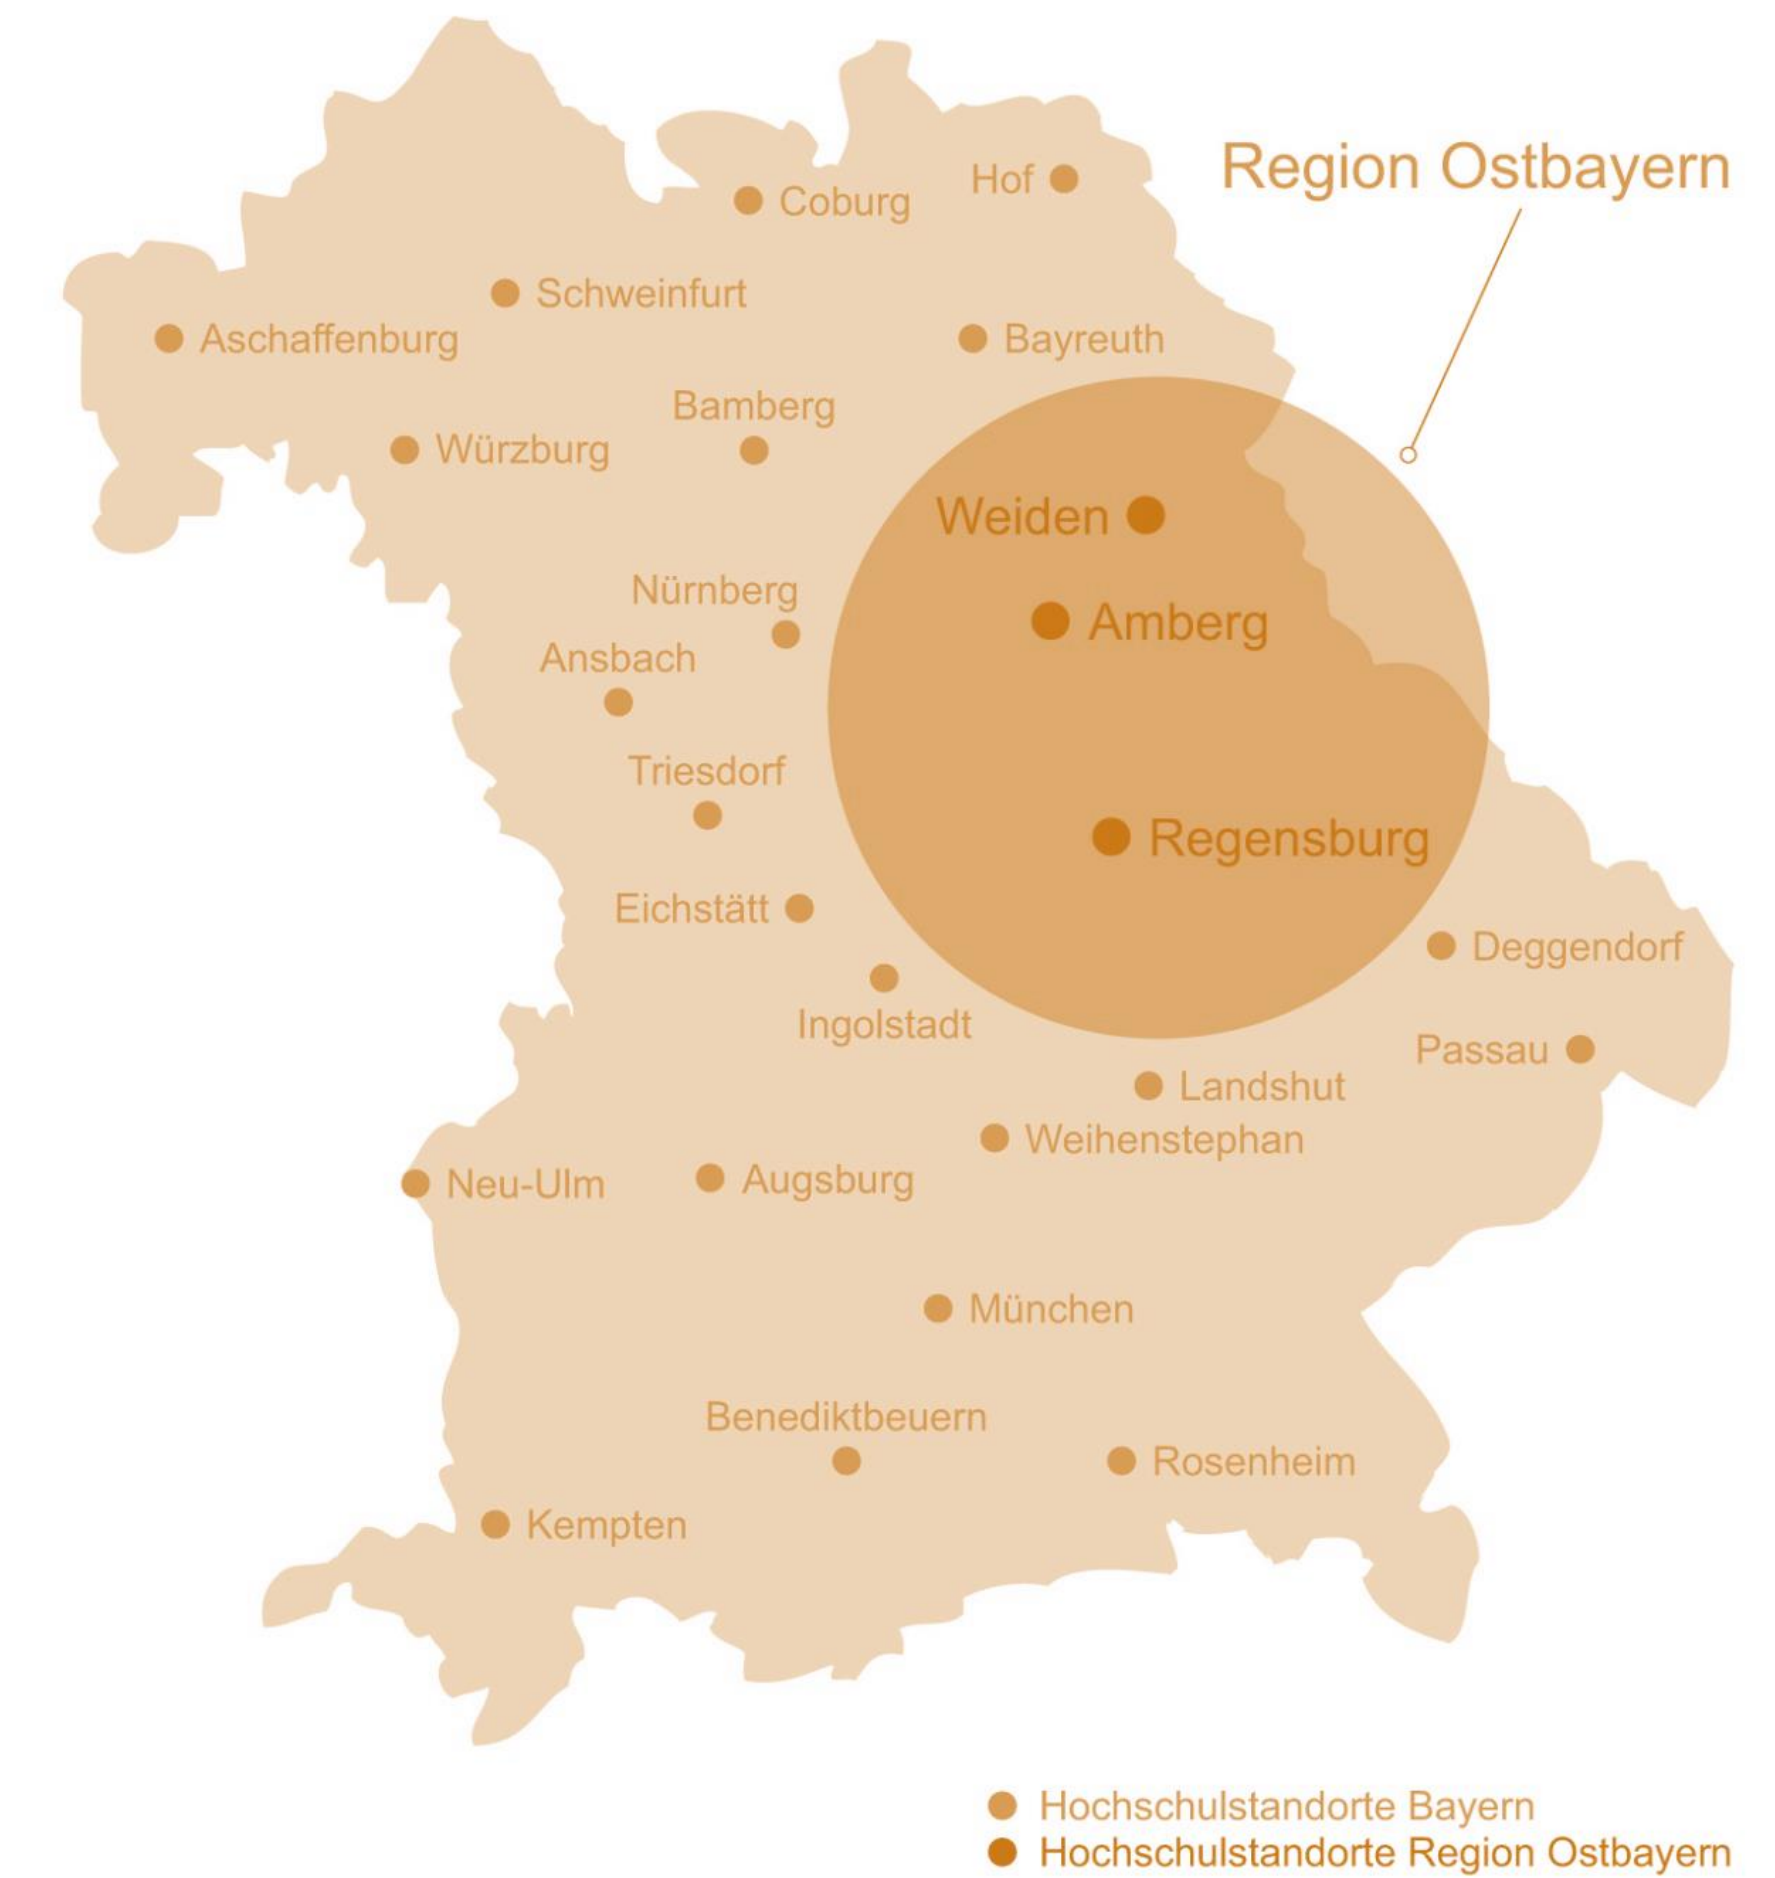 Region Ostbayern
Hof
Coburg
Schweinfurt
Aschaffenburg
Bayreuth
Bamberg
Würzburg
Weiden
Nürnberg
Amberg
Ansbach
Triesdorf
Regensburg
Eichstätt
Deggendorf
Ingolstadt
Passau
Landshut
Weihenstephan
Neu-Ulm
Augsburg
München
Benediktbeuern
Rosenheim
Kempten
Hochschulstandorte Bayern
Hochschulstandorte Region Ostbayern